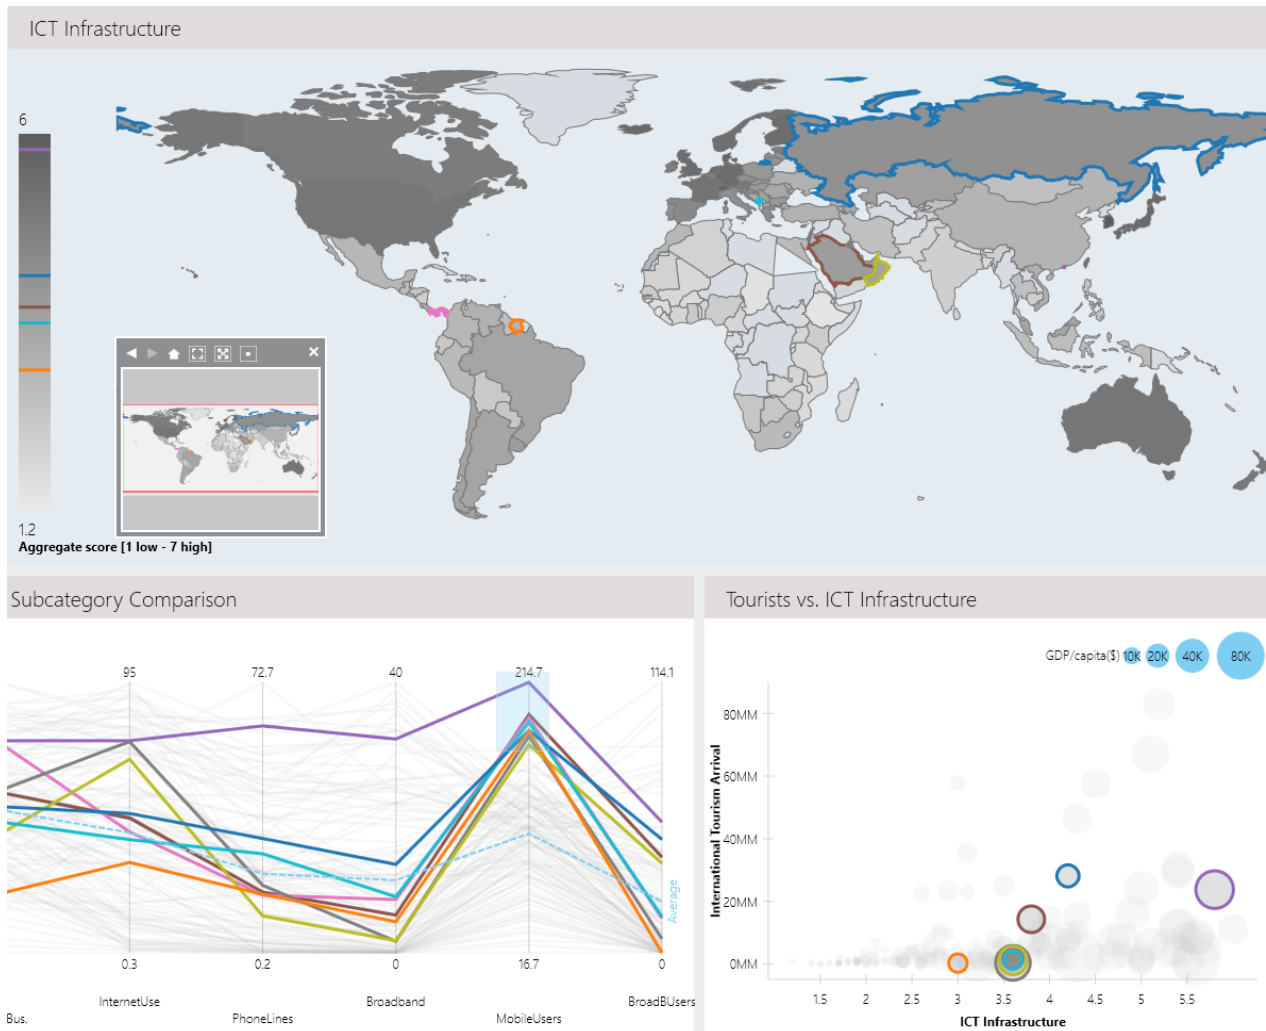 ICT Infrastructure
6
1.2
Aggregate score [1 low - 7 high]
Subcategory Comparison
95 72.7 40 214.7 114.1
Average
0.3 0.2 0 16.7 0
InternetUse Broadband BroadBUsers
Bus. PhoneLines MobileUsers
Tourists vs. ICT Infrastructure
GDP/capita($) 10K 20K 40K 80K
International Tourism Arrival
80MM
60MM
40MM
20MM
0MM
1.5 2 2.5 3 3.5 4 4.5 5 5.5
ICT Infrastructure